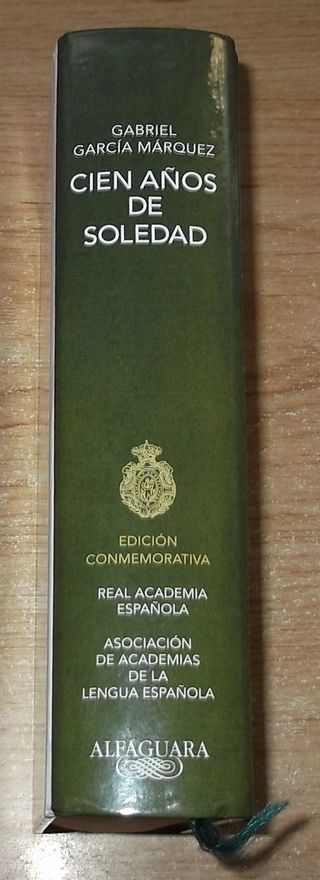 GABRIEL
GARCÍA MÁRQUEZ
CIEN AÑOS
DE
SOLEDAD
EDICIÓN
CONMEMORATIVA
REAL ACADEMIA
ESPAÑOLA
ASOCIACIÓN
DE ACADEMIAS
DE LA
LENGUA ESPAÑOLA
ALFAGUARA